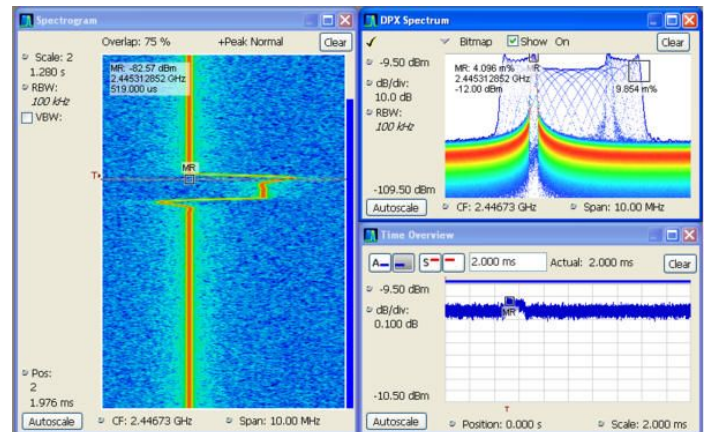 Spectrogram
Overlap: 75 %
+Peak Normal
Clear
Scale: 2
1.280 s
RBW:
100 kHz
VBW:
MR: -82.57 dBm
2.445312852 GHz
519.000 us
MR
T
Pos:
2
1.976 ms
Autoscale
CF: 2.44673 GHz
Span: 10.00 MHz
DPX Spectrum
Bitmap
Show On
Clear
-9.50 dBm
dB/div:
10.0 dB
RBW:
100 kHz
MR: 4.096 m%
2.445312852 GHz
-12.00 dBm
R
9.854 m%
-109.50 dBm
Autoscale
CF: 2.44673 GHz
Span: 10.00 MHz
Time Overview
A
S
2.000 ms
Actual: 2.000 ms
Clear
-9.50 dBm
dB/div:
0.100 dB
MR
-10.50 dBm
T
Autoscale
Position: 0.000 s
Scale: 2.000 ms